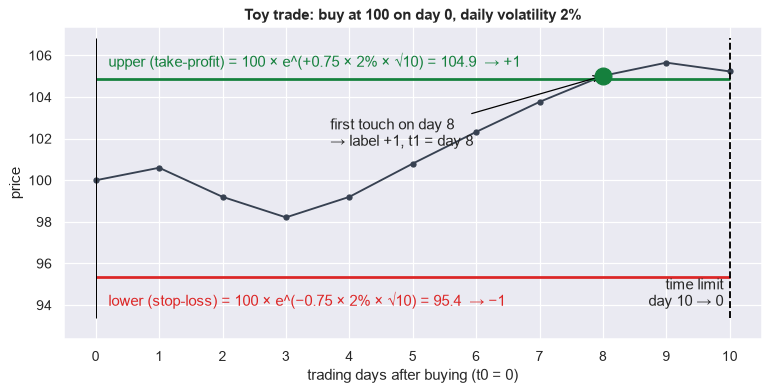 Toy trade: buy at 100 on day 0, daily volatility 2%
106
104
102
100
98
96
94
price
upper (take-profit) = 100 × e^(+0.75 × 2% × √10) = 104.9 → +1
first touch on day 8
→ label +1, t1 = day 8
lower (stop-loss) = 100 × e^(−0.75 × 2% × √10) = 95.4 → −1
time limit
day 10 → 0
0 1 2 3 4 5 6 7 8 9 10
trading days after buying (t0 = 0)